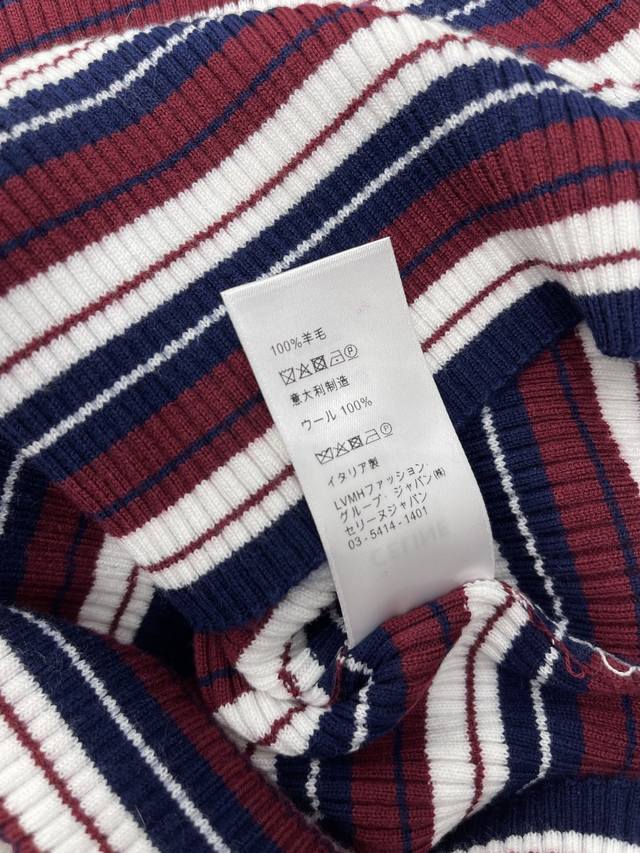 100%羊毛
意大利制造
ウール 100%
イタリア製
LVMHファッション・
グループ・ジャパン㈱
セリーヌジャパン
03-5414-1401